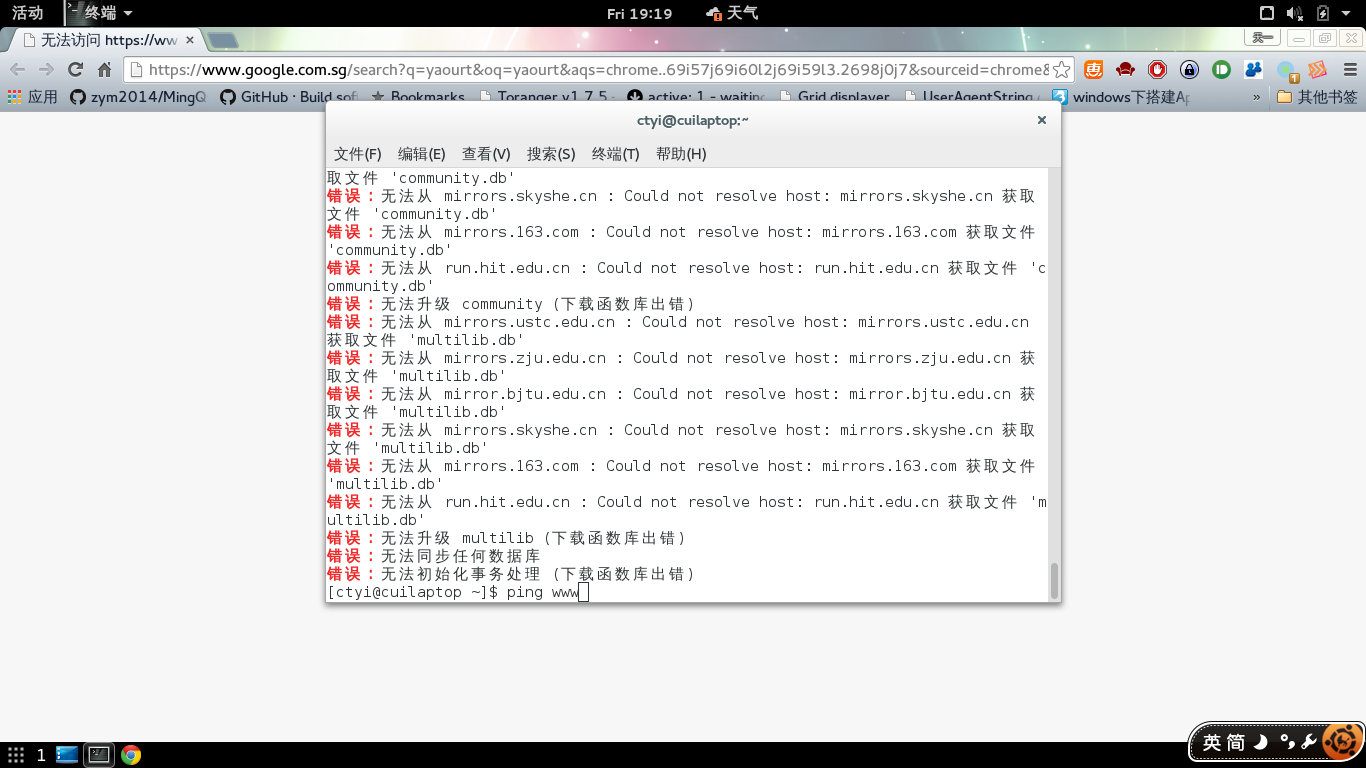 活动 终端 Fri 19:19 天气
无法访问 https://ww
https://www.google.com.sg/search?q=yaourt&oq=yaourt&aqs=chrome..69i57j69i60l2j69i59l3.2698j0j7&sourceid=chrome&
应用 zym2014/MingQ GitHub · Build sof Bookmarks Toranger v1.7.5 - active: 1 - waiting Grid displayer UserAgentString windows下搭建Ap » 其他书签
ctyi@cuilaptop:~
文件(F) 编辑(E) 查看(V) 搜索(S) 终端(T) 帮助(H)
取文件 'community.db'
错误：无法从 mirrors.skyshe.cn : Could not resolve host: mirrors.skyshe.cn 获取
文件 'community.db'
错误：无法从 mirrors.163.com : Could not resolve host: mirrors.163.com 获取文件
'community.db'
错误：无法从 run.hit.edu.cn : Could not resolve host: run.hit.edu.cn 获取文件 'c
ommunity.db'
错误：无法升级 community (下载函数库出错)
错误：无法从 mirrors.ustc.edu.cn : Could not resolve host: mirrors.ustc.edu.cn
获取文件 'multilib.db'
错误：无法从 mirrors.zju.edu.cn : Could not resolve host: mirrors.zju.edu.cn 获
取文件 'multilib.db'
错误：无法从 mirror.bjtu.edu.cn : Could not resolve host: mirror.bjtu.edu.cn 获
取文件 'multilib.db'
错误：无法从 mirrors.skyshe.cn : Could not resolve host: mirrors.skyshe.cn 获取
文件 'multilib.db'
错误：无法从 mirrors.163.com : Could not resolve host: mirrors.163.com 获取文件
'multilib.db'
错误：无法从 run.hit.edu.cn : Could not resolve host: run.hit.edu.cn 获取文件 'm
ultilib.db'
错误：无法升级 multilib (下载函数库出错)
错误：无法同步任何数据库
错误：无法初始化事务处理 (下载函数库出错)
[ctyi@cuilaptop ~]$ ping www
1
英 简